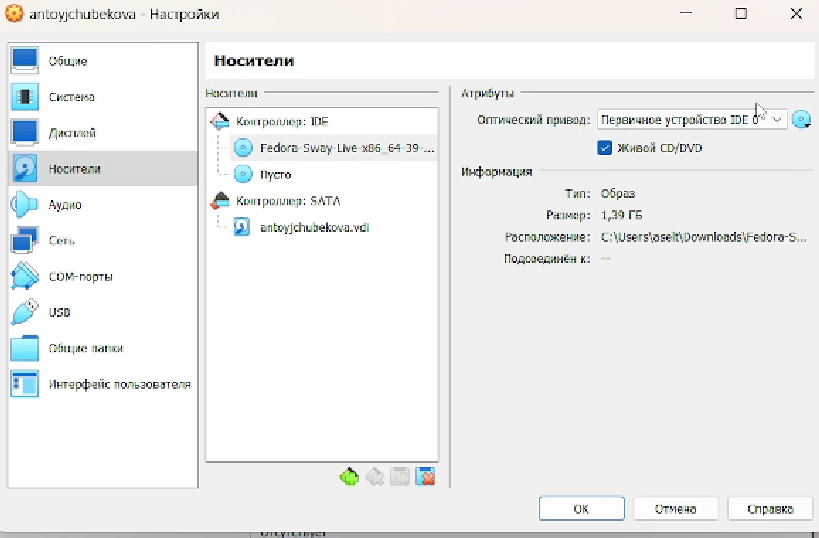 antoyjchubekova - Настройки
Общие
Система
Дисплей
Носители
Аудио
Сеть
COM-порты
USB
Общие папки
Интерфейс пользователя
Носители
Носители
Контроллер: IDE
Fedora-Sway-Live-x86_64-39-...
Пусто
Контроллер: SATA
antoyjchubekova.vdi
Атрибуты
Оптический привод: Первичное устройство IDE 0
Живой CD/DVD
Информация
Тип: Образ
Размер: 1,39 ГБ
Расположение: C:\Users\aselt\Downloads\Fedora-S...
Подсоединён к: --
OK
Отмена
Справка